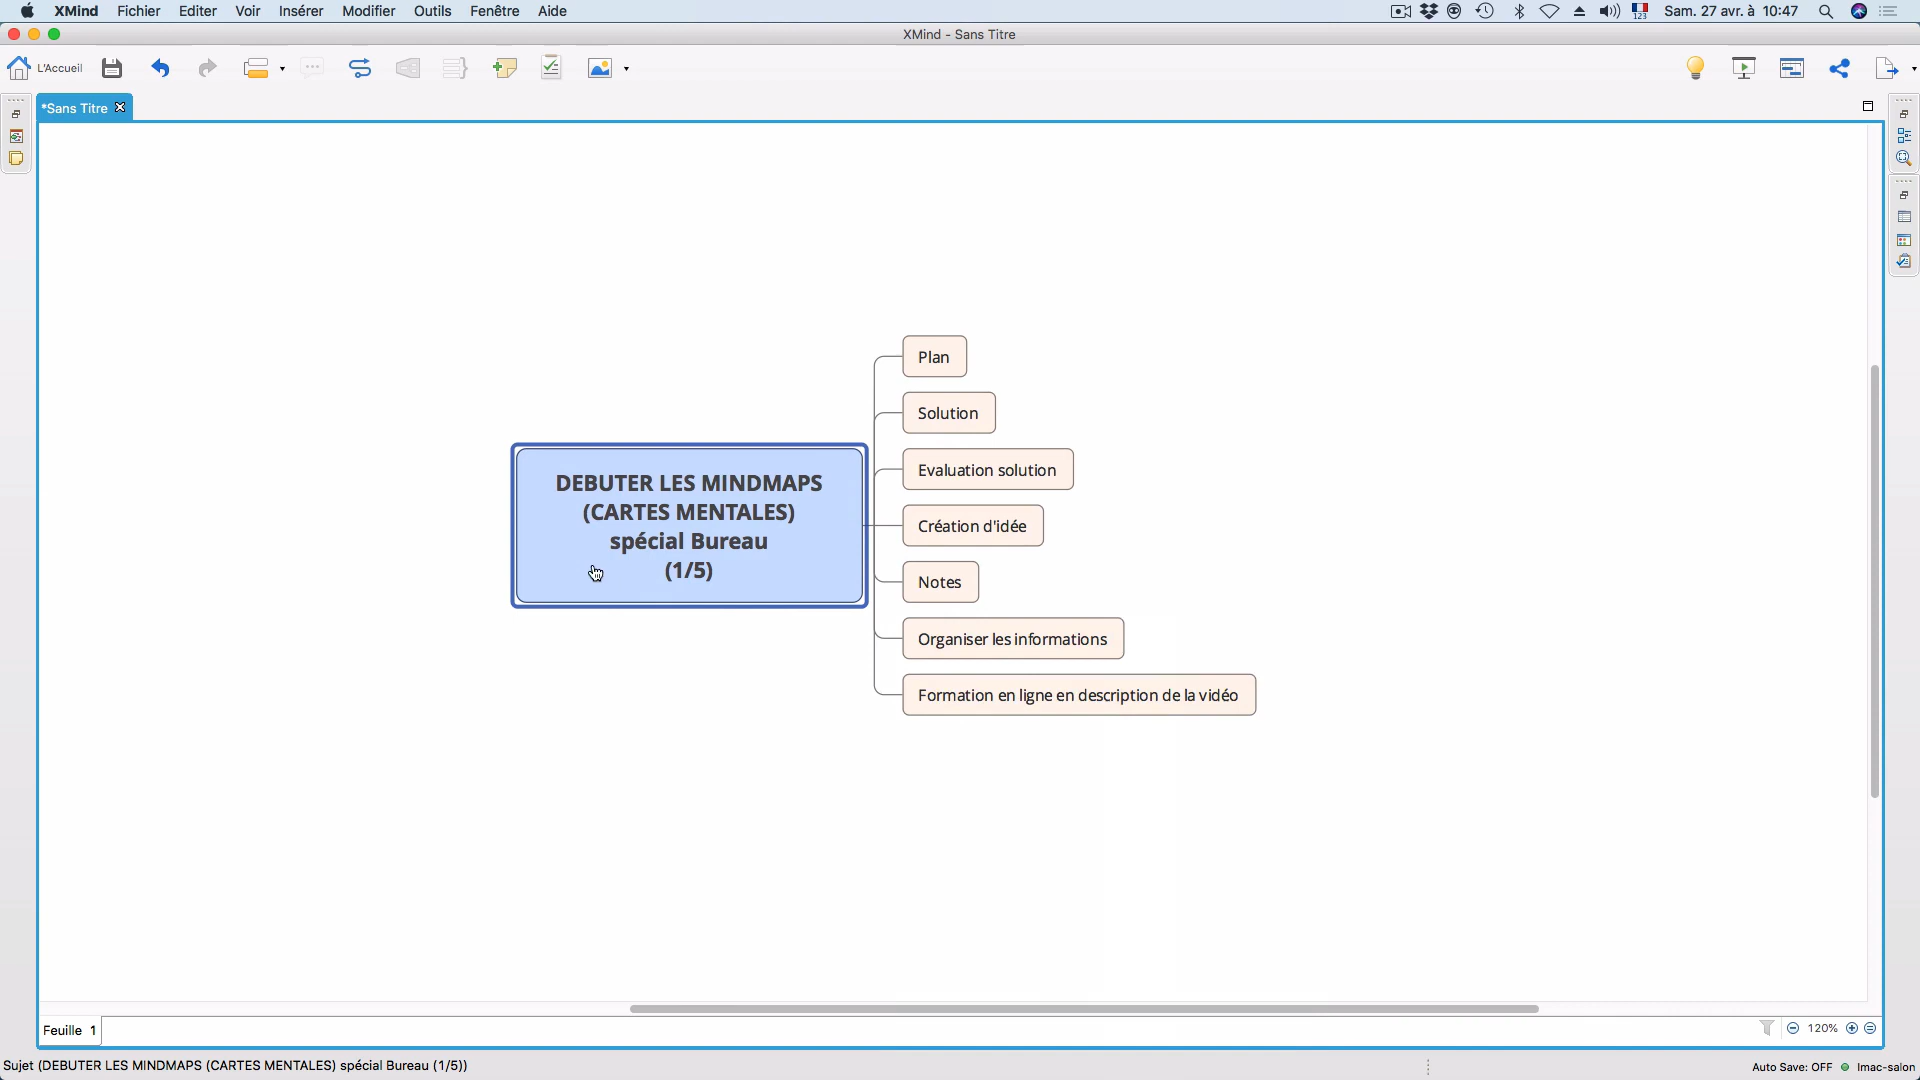 XMind Fichier Editer Voir Insérer Modifier Outils Fenêtre Aide
123 Sam. 27 avr. à 10:47
XMind - Sans Titre
L'Accueil
*Sans Titre
Plan
Solution
Evaluation solution
DEBUTER LES MINDMAPS
(CARTES MENTALES)
spécial Bureau
(1/5)
Création d'idée
Notes
Organiser les informations
Formation en ligne en description de la vidéo
Feuille 1
120%
Sujet (DEBUTER LES MINDMAPS (CARTES MENTALES) spécial Bureau (1/5))
Auto Save: OFF Imac-salon